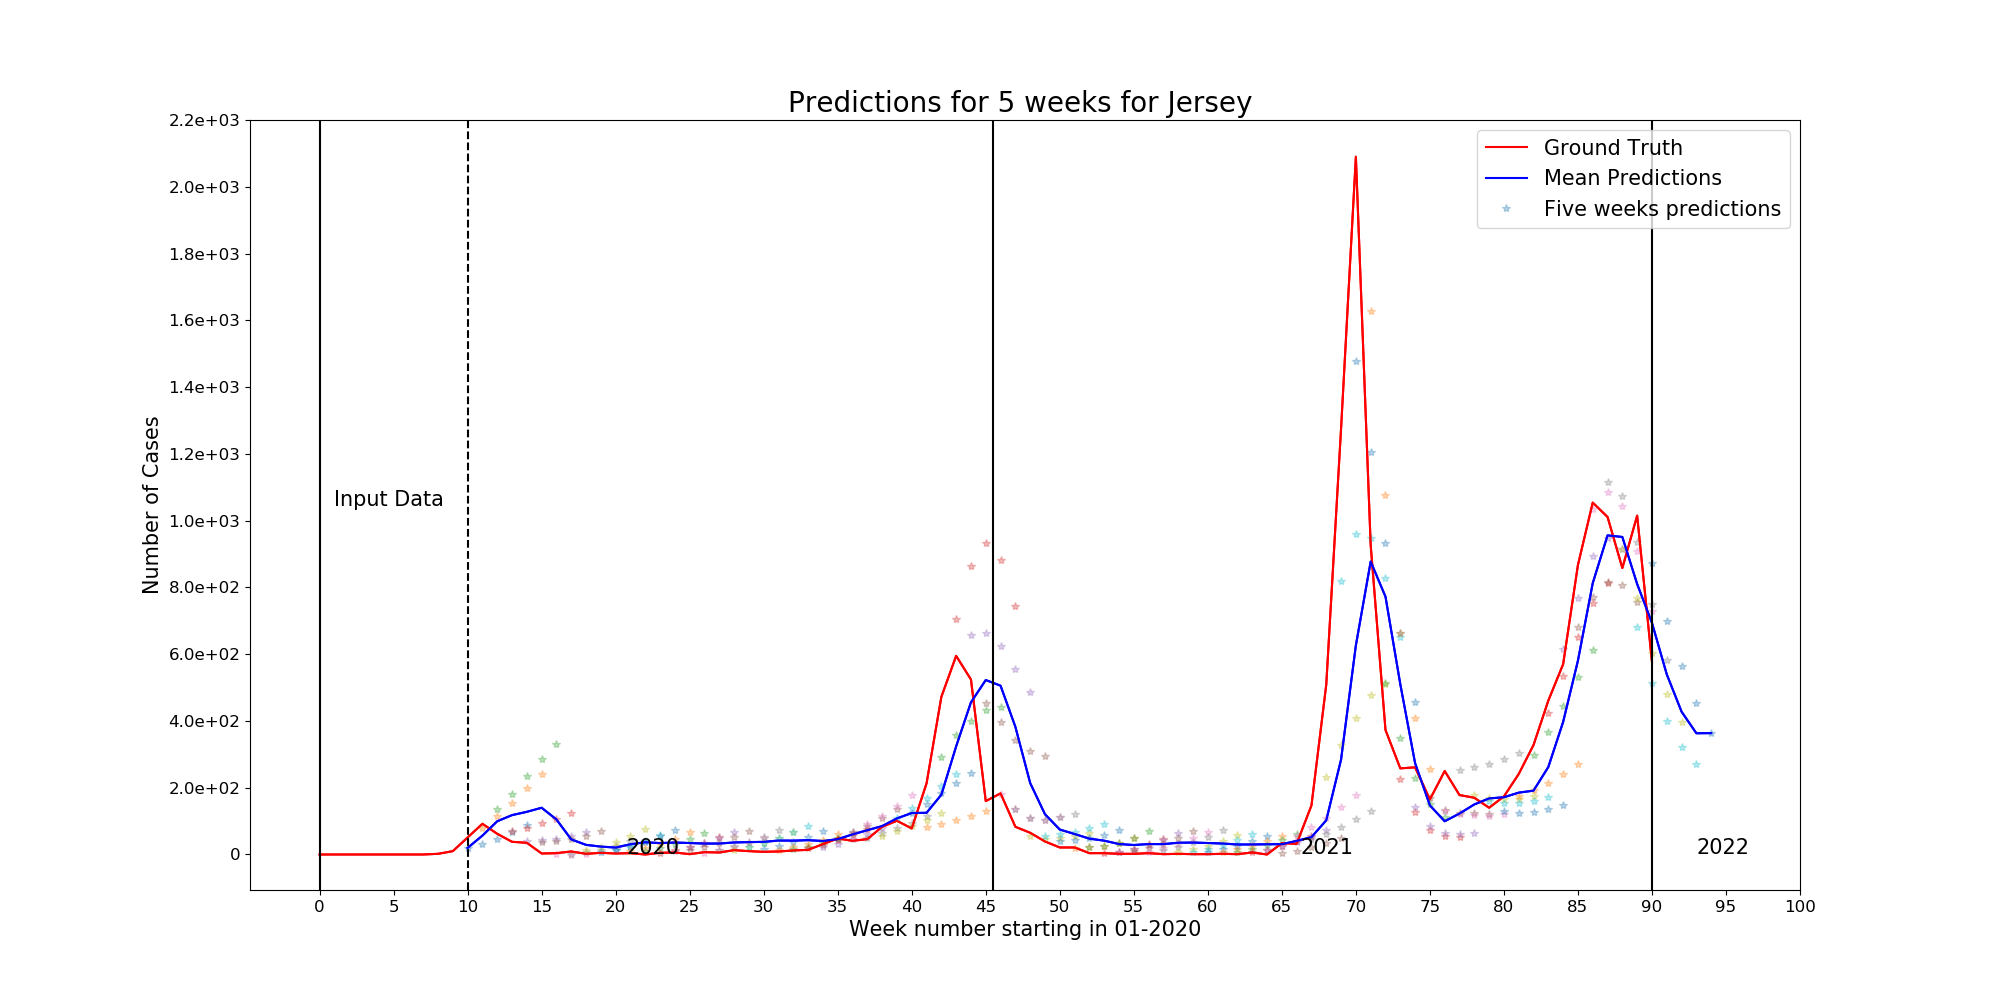 Predictions for 5 weeks for Jersey
2.2e+03
2.0e+03
1.8e+03
1.6e+03
1.4e+03
1.2e+03
1.0e+03
8.0e+02
6.0e+02
4.0e+02
2.0e+02
0
Number of Cases
Ground Truth
Mean Predictions
Five weeks predictions
Input Data
2020
2021
2022
0 5 10 15 20 25 30 35 40 45 50 55 60 65 70 75 80 85 90 95 100
Week number starting in 01-2020